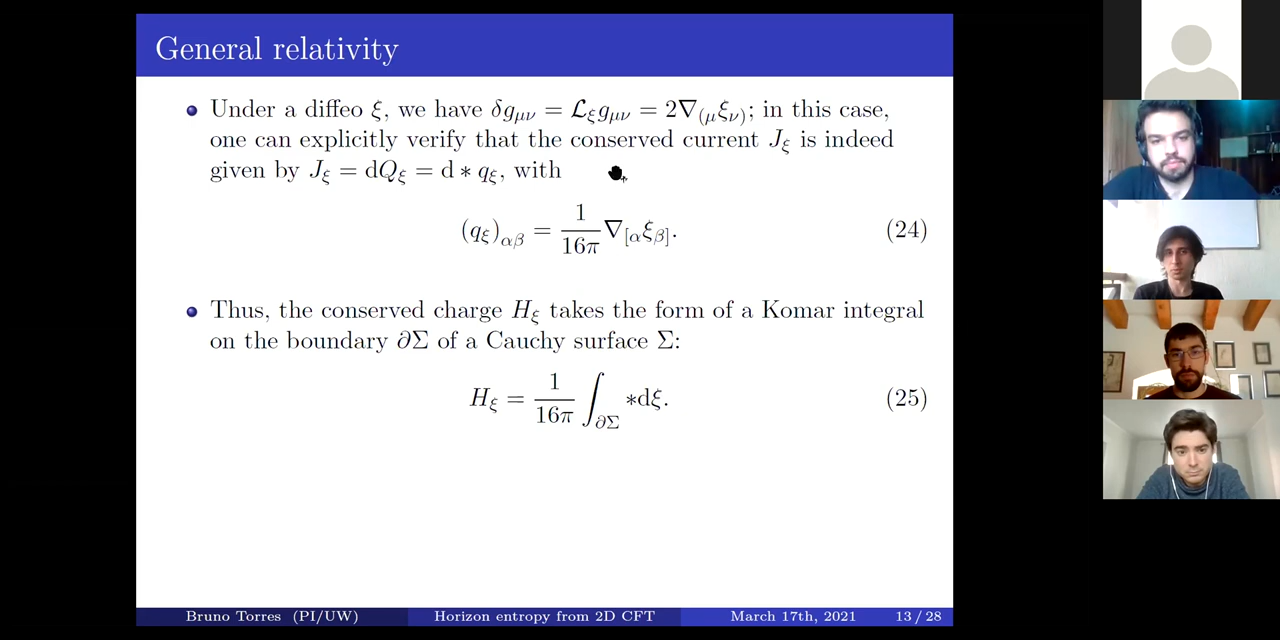 General relativity
Under a diffeo ξ, we have δg_{μν} = 𝓛_ξ g_{μν} = 2∇_{(μ}ξ_{ν)}; in this case,
one can explicitly verify that the conserved current J_ξ is indeed
given by J_ξ = dQ_ξ = d ∗ q_ξ, with
(q_ξ)_{αβ} = \frac{1}{16π} ∇_{[α}ξ_{β]}. (24)
Thus, the conserved charge H_ξ takes the form of a Komar integral
on the boundary ∂Σ of a Cauchy surface Σ:
H_ξ = \frac{1}{16π} ∫_{∂Σ} ∗dξ. (25)
Bruno Torres (PI/UW) Horizon entropy from 2D CFT March 17th, 2021 13 / 28